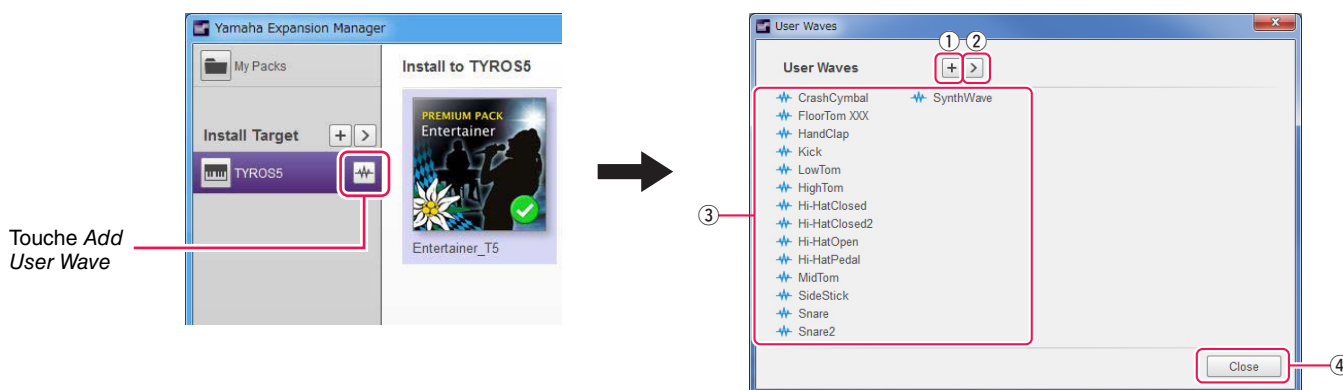 Yamaha Expansion Manager
My Packs
Install to TYROS5
PREMIUM PACK
Entertainer
Install Target + >
TYROS5
Entertainer_T5
Touche Add
User Wave
User Waves
① ②
User Waves + >
CrashCymbal SynthWave
FloorTom XXX
HandClap
Kick
LowTom
HighTom
Hi-HatClosed
③
Hi-HatClosed2
Hi-HatOpen
Hi-HatPedal
MidTom
SideStick
Snare
Snare2
Close ④